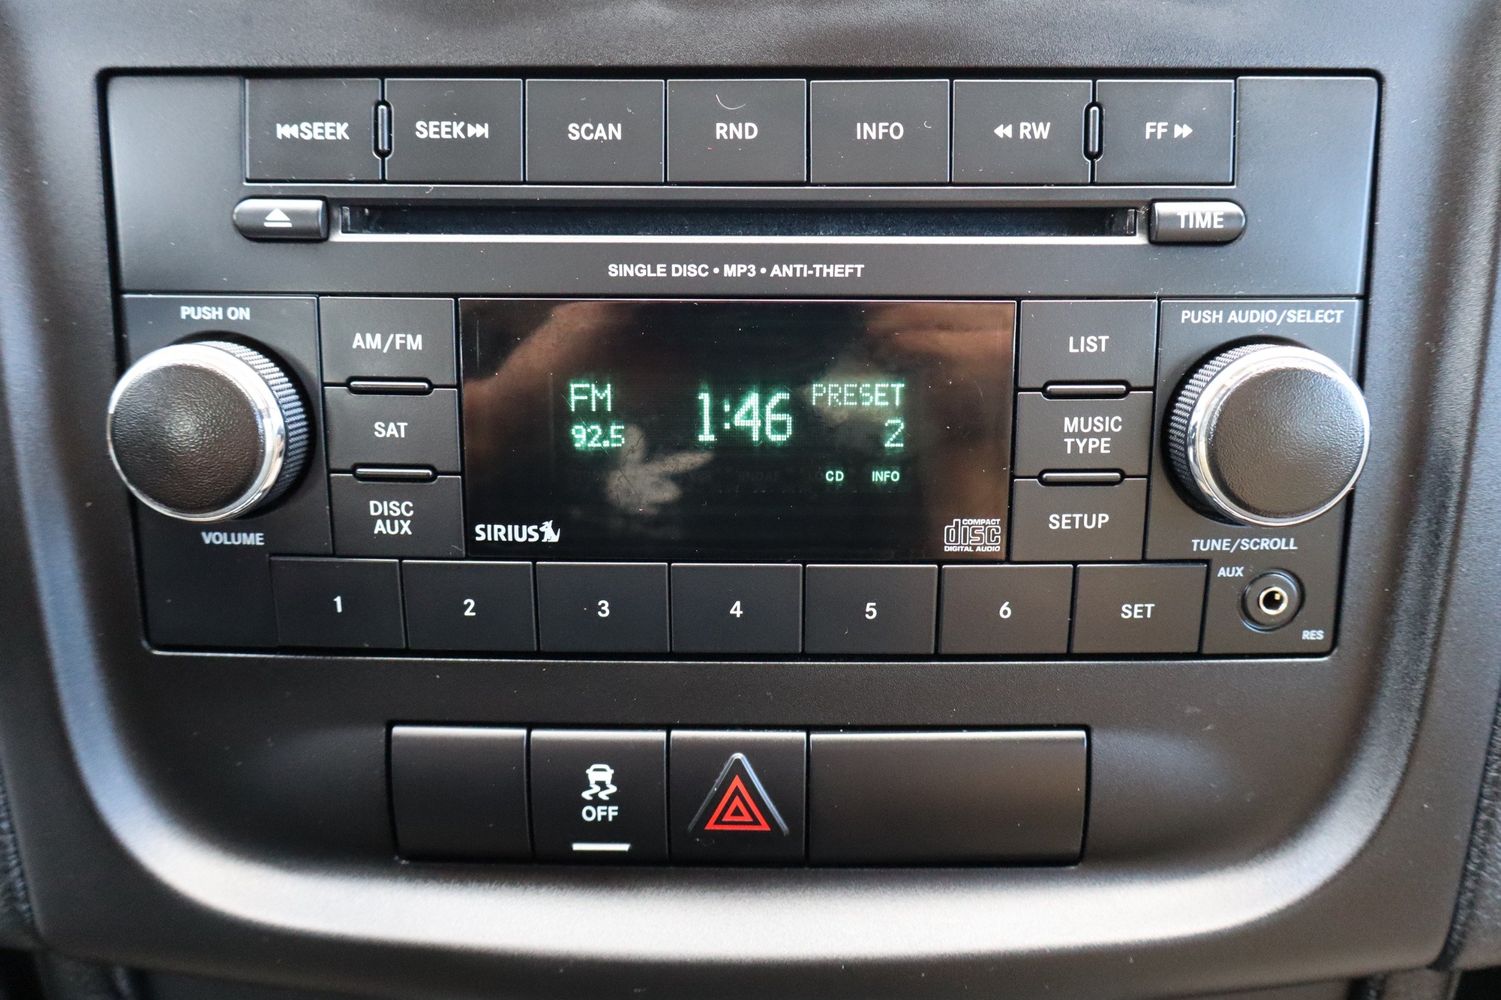 SEEK
SEEK
SCAN
RND
INFO
RW
FF
TIME
SINGLE DISC • MP3 • ANTI-THEFT
PUSH ON
VOLUME
AM/FM
SAT
DISC
AUX
FM
92.5
1:46
PRESET
2
CD INFO
SIRIUS
COMPACT
disc
DIGITAL AUDIO
LIST
MUSIC
TYPE
SETUP
PUSH AUDIO/SELECT
TUNE/SCROLL
AUX
RES
1
2
3
4
5
6
SET
OFF